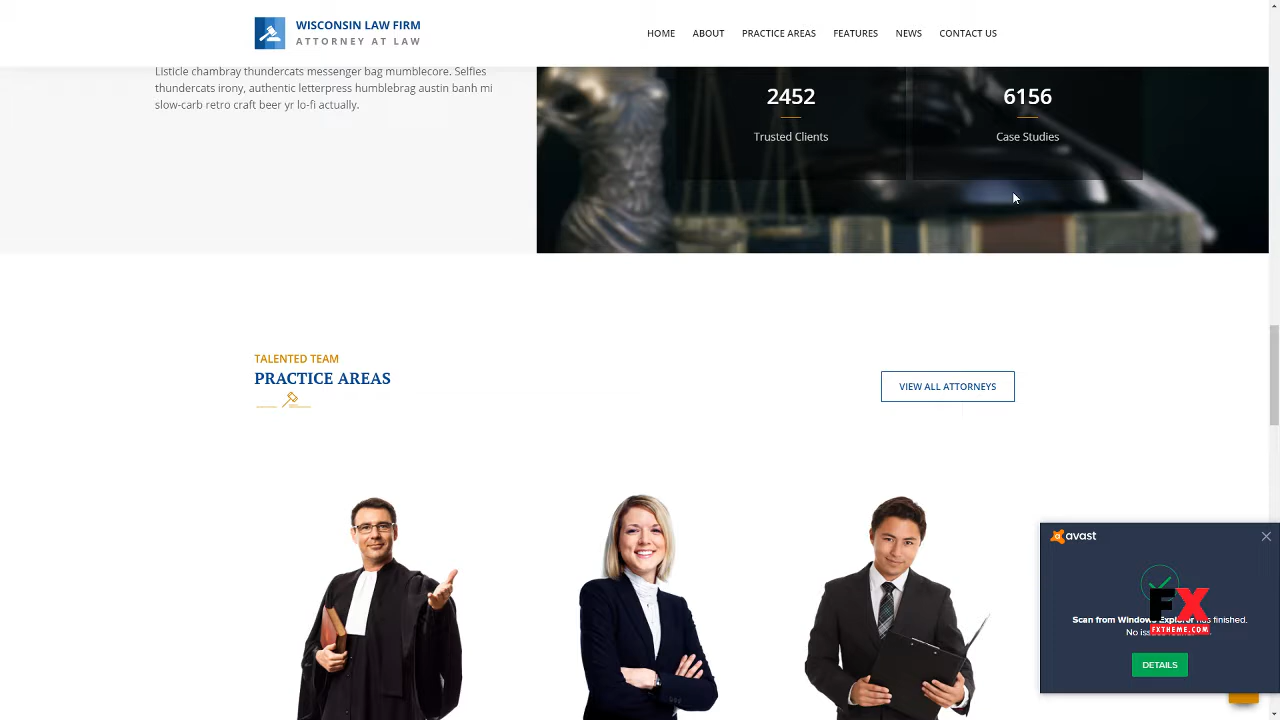 WISCONSIN LAW FIRM
ATTORNEY AT LAW
HOME ABOUT PRACTICE AREAS FEATURES NEWS CONTACT US
Listicle chambray thundercats messenger bag mumblecore. Selfies
thundercats irony, authentic letterpress humblebrag austin banh mi
slow-carb retro craft beer yr lo-fi actually.
2452
Trusted Clients
6156
Case Studies
TALENTED TEAM
PRACTICE AREAS
VIEW ALL ATTORNEYS
avast
Scan from Windows Explorer has finished.
No
FX
FXTHEME.COM
DETAILS